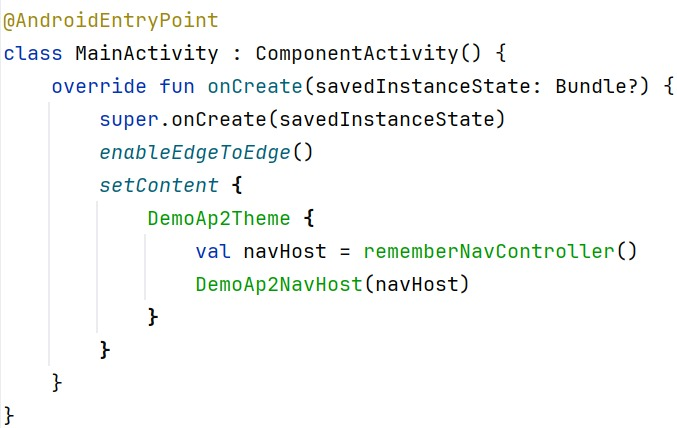 @AndroidEntryPoint
class MainActivity : ComponentActivity() {
    override fun onCreate(savedInstanceState: Bundle?) {
        super.onCreate(savedInstanceState)
        enableEdgeToEdge()
        setContent {
            DemoAp2Theme {
                val navHost = rememberNavController()
                DemoAp2NavHost(navHost)
            }
        }
    }
}